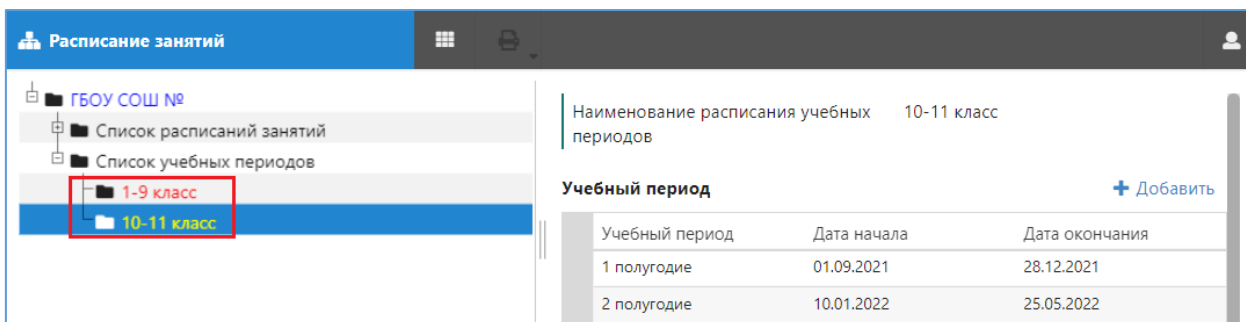 Расписание занятий
ГБОУ СОШ №
Список расписаний занятий
Список учебных периодов
1-9 класс
10-11 класс
Наименование расписания учебных периодов 10-11 класс
Учебный период Добавить
Учебный период Дата начала Дата окончания
1 полугодие 01.09.2021 28.12.2021
2 полугодие 10.01.2022 25.05.2022